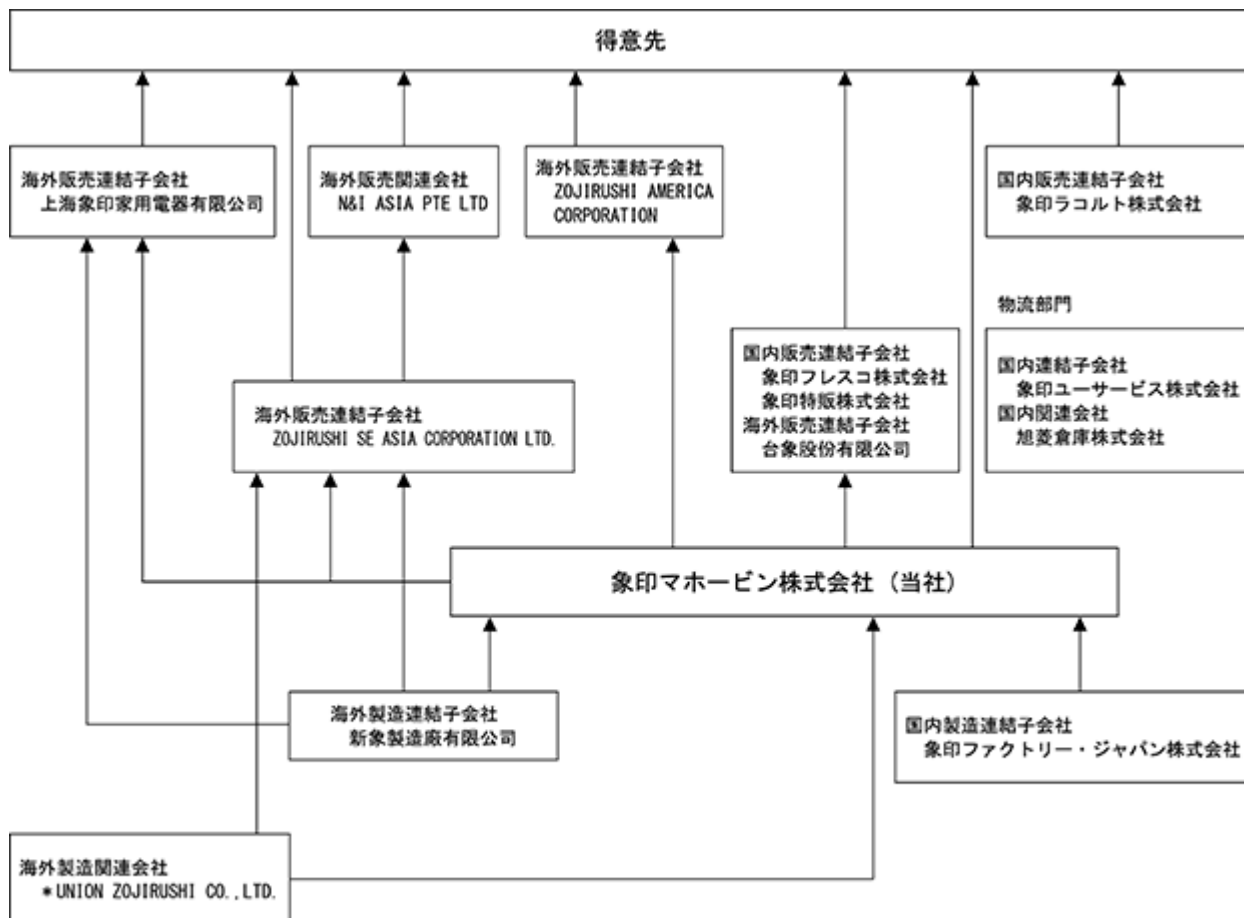 得意先
海外販売連結子会社
上海象印家用電器有限公司
海外販売関連会社
N&I ASIA PTE LTD
海外販売連結子会社
ZOJIRUSHI AMERICA
CORPORATION
国内販売連結子会社
象印ラコルト株式会社
物流部門
国内連結子会社
象印ユーサービス株式会社
国内関連会社
旭菱倉庫株式会社
国内販売連結子会社
象印フレスコ株式会社
象印特販株式会社
海外販売連結子会社
台象股份有限公司
海外販売連結子会社
ZOJIRUSHI SE ASIA CORPORATION LTD.
象印マホービン株式会社（当社）
海外製造連結子会社
新象製造廠有限公司
国内製造連結子会社
象印ファクトリー・ジャパン株式会社
海外製造関連会社
＊UNION ZOJIRUSHI CO.,LTD.